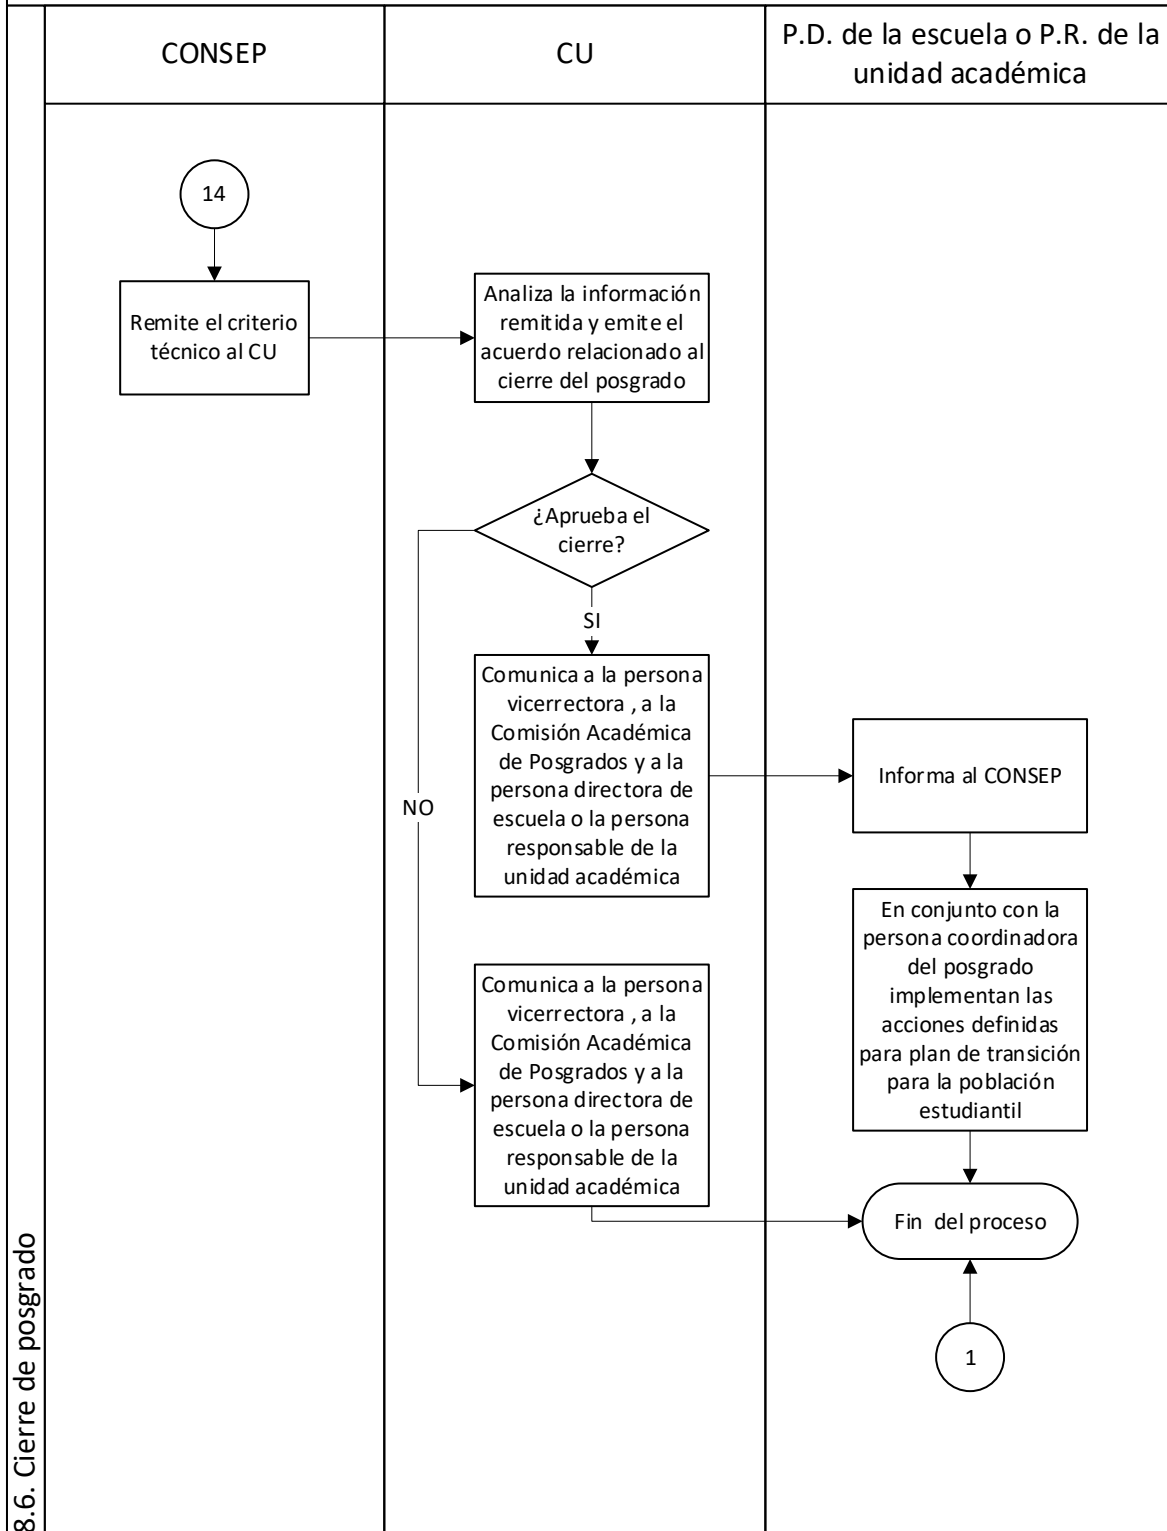 CONSEP
CU
P.D. de la escuela o P.R. de la
unidad académica
14
Remite el criterio
técnico al CU
Analiza la información
remitida y emite el
acuerdo relacionado al
cierre del posgrado
¿Aprueba el
cierre?
SI
NO
Comunica a la persona
vicerrectora , a la
Comisión Académica
de Posgrados y a la
persona directora de
escuela o la persona
responsable de la
unidad académica
Informa al CONSEP
En conjunto con la
persona coordinadora
del posgrado
implementan las
acciones definidas
para plan de transición
para la población
estudiantil
Comunica a la persona
vicerrectora , a la
Comisión Académica
de Posgrados y a la
persona directora de
escuela o la persona
responsable de la
unidad académica
Fin del proceso
1
8.6. Cierre de posgrado